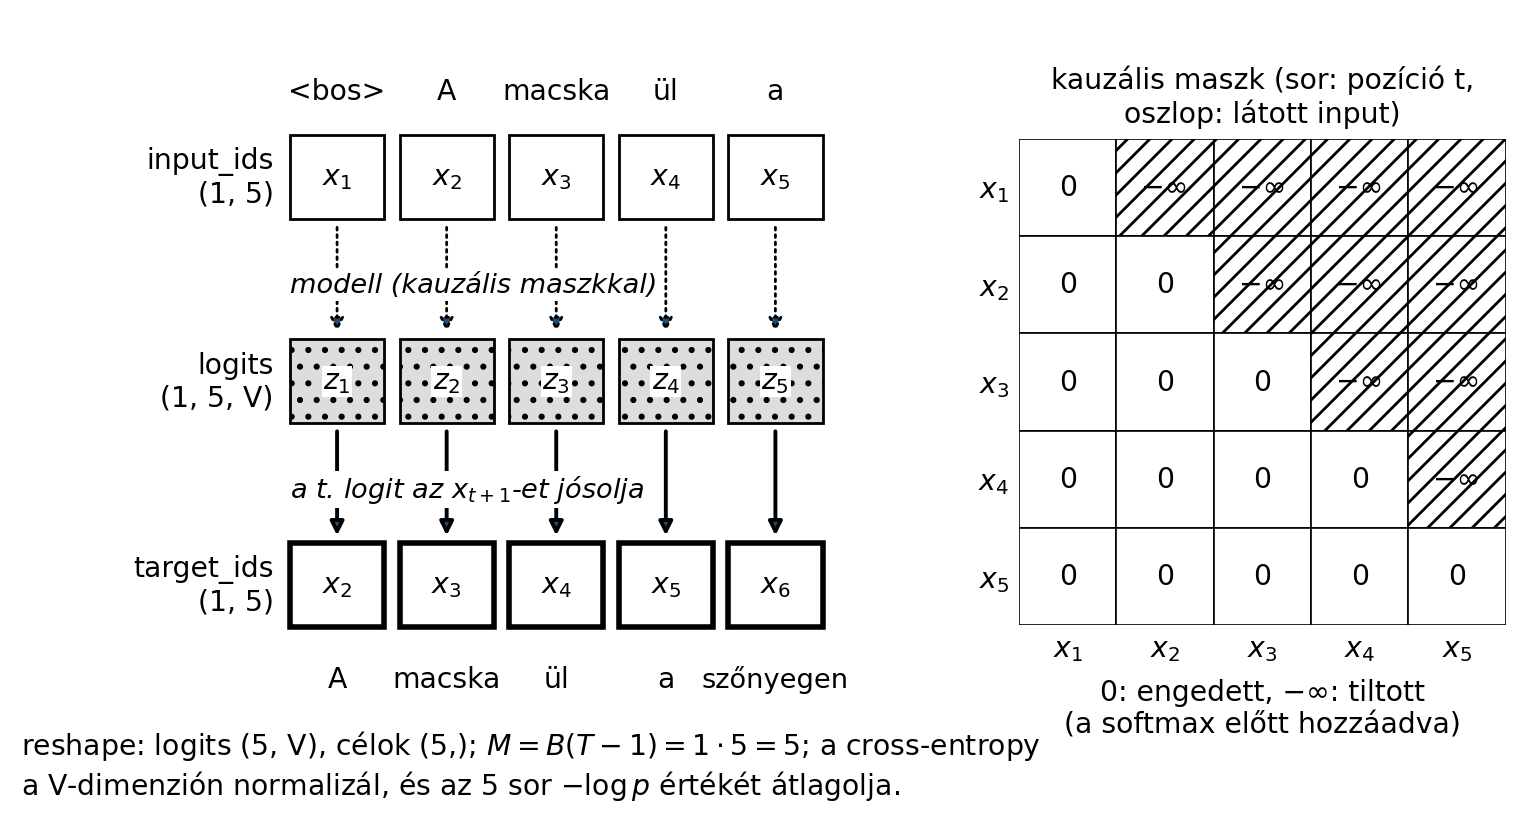 <bos> A macska ül a
input_ids
(1, 5)
x₁ x₂ x₃ x₄ x₅
modell (kauzális maszkkal)
logits
(1, 5, V)
z₁ z₂ z₃ z₄ z₅
a t. logit az xₜ₊₁-et jósolja
target_ids
(1, 5)
x₂ x₃ x₄ x₅ x₆
A macska ül a szőnyegen
kauzális maszk (sor: pozíció t,
oszlop: látott input)
x₁ 0 −∞ −∞ −∞ −∞
x₂ 0 0 −∞ −∞ −∞
x₃ 0 0 0 −∞ −∞
x₄ 0 0 0 0 −∞
x₅ 0 0 0 0 0
x₁ x₂ x₃ x₄ x₅
0: engedett, −∞: tiltott
(a softmax előtt hozzáadva)
reshape: logits (5, V), célok (5,); M = B(T − 1) = 1 · 5 = 5; a cross-entropy
a V-dimenzión normalizál, és az 5 sor −log p értékét átlagolja.